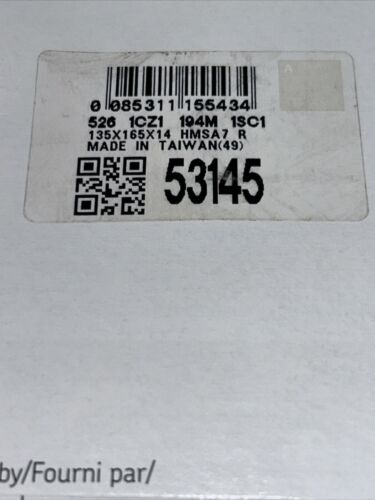 A
0 085311 155434
526 1CZ1 194M 1SC1
135X165X14 HMSA7 R
MADE IN TAIWAN(49)
53145
by/Fourni par/